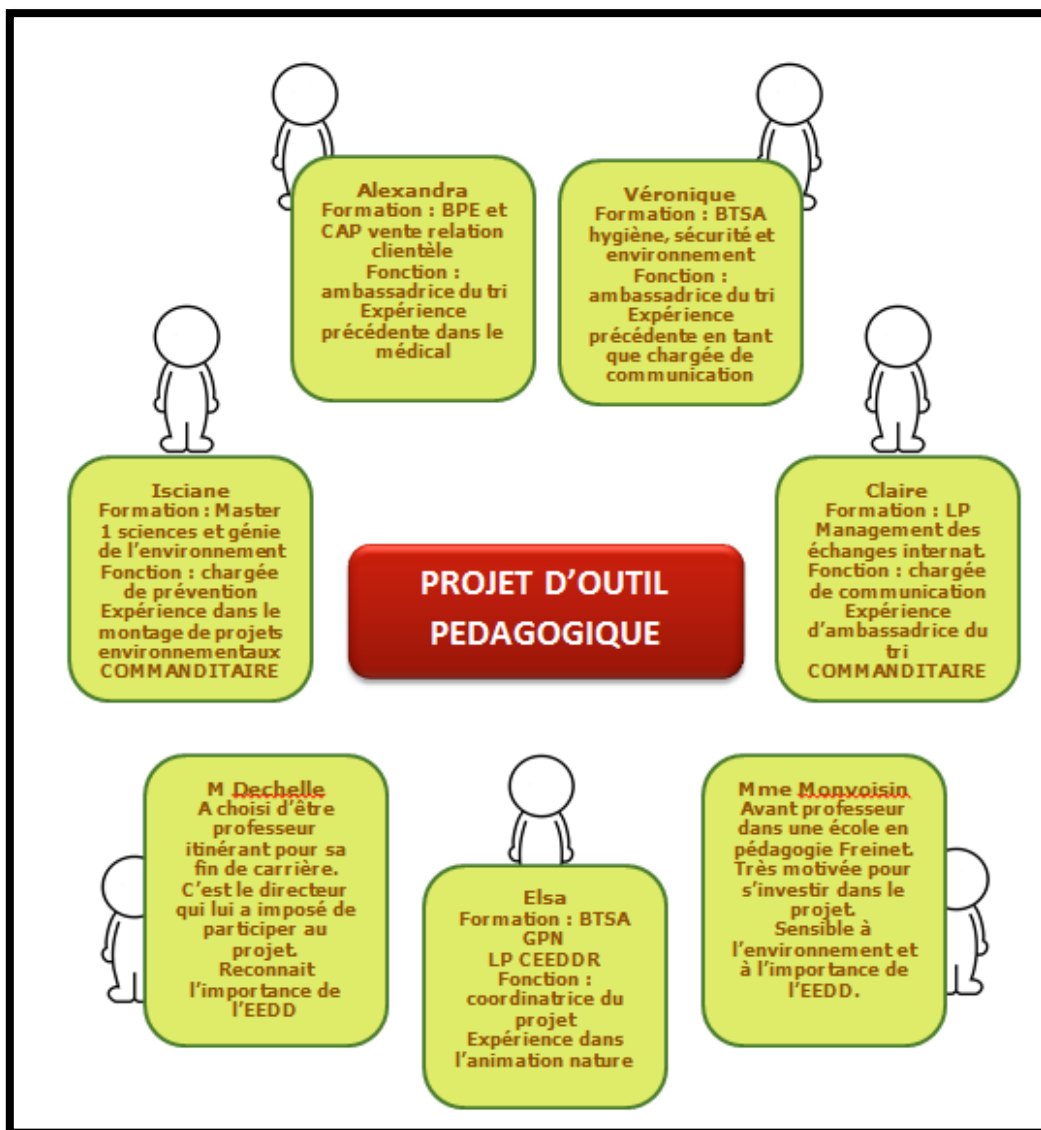 Alexandra
Formation : BPE et
CAP vente relation
clientèle
Fonction :
ambassadrice du tri
Expérience
précédente dans le
médical
Véronique
Formation : BTSA
hygiène, sécurité et
environnement
Fonction :
ambassadrice du tri
Expérience
précédente en tant
que chargée de
communication
Isciane
Formation : Master
1 sciences et génie
de l'environnement
Fonction : chargée
de prévention
Expérience dans le
montage de projets
environnementaux
COMMANDITAIRE
PROJET D'OUTIL
PEDAGOGIQUE
Claire
Formation : LP
Management des
échanges internat.
Fonction : chargée
de communication
Expérience
d'ambassadrice du
tri
COMMANDITAIRE
M Dechelle
A choisi d'être
professeur
itinérant pour sa
fin de carrière.
C'est le directeur
qui lui a imposé de
participer au
projet.
Reconnait
l'importance de
l'EEDD
Elsa
Formation : BTSA
GPN
LP CEEDDR
Fonction :
coordinatrice du
projet
Expérience dans
l'animation nature
Mme Monvoisin
Avant professeur
dans une école en
pédagogie Freinet.
Très motivée pour
s'investir dans le
projet.
Sensible à
l'environnement et
à l'importance de
l'EEDD.